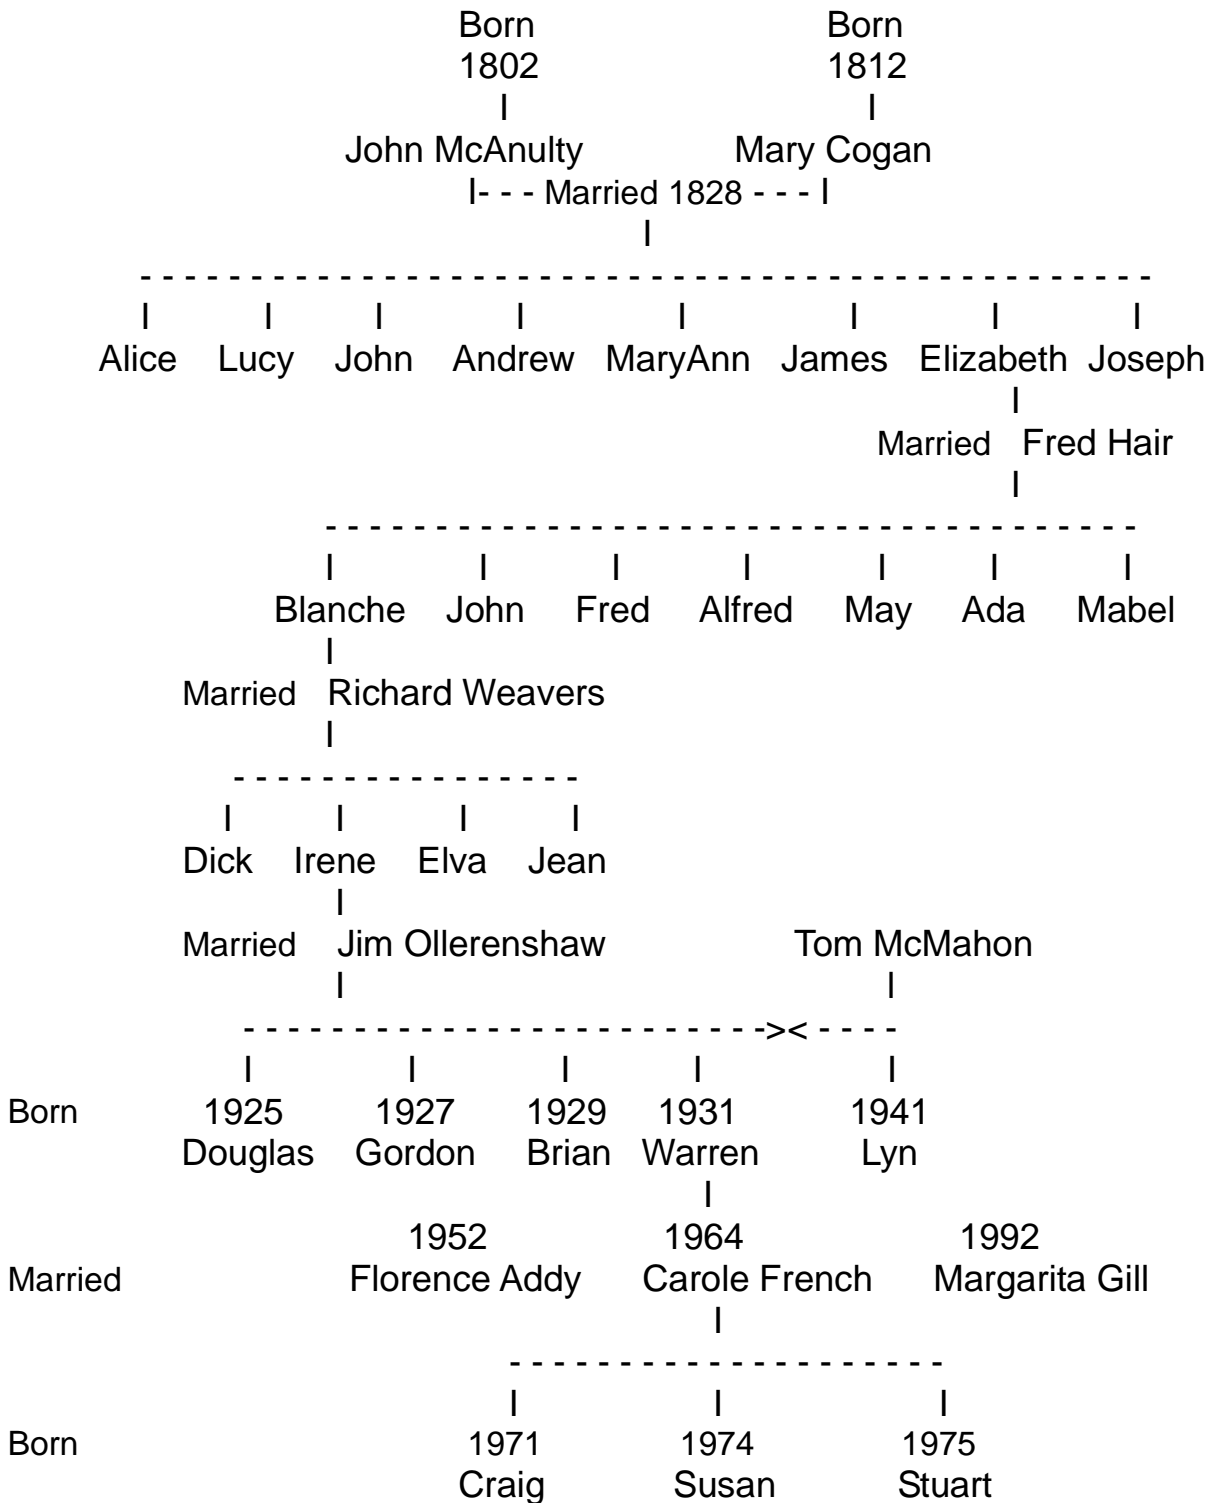 Born Born
1802 1812
John McAnulty Mary Cogan
I- - - Married 1828 - - - I
Alice Lucy John Andrew MaryAnn James Elizabeth Joseph
Married Fred Hair
Blanche John Fred Alfred May Ada Mabel
Married Richard Weavers
Dick Irene Elva Jean
Married Jim Ollerenshaw Tom McMahon
- - - - - - - - - - - - - - - - - - - - - - - - ->< - - - -
Born 1925 1927 1929 1931 1941
Douglas Gordon Brian Warren Lyn
1952 1964 1992
Married Florence Addy Carole French Margarita Gill
Born 1971 1974 1975
Craig Susan Stuart